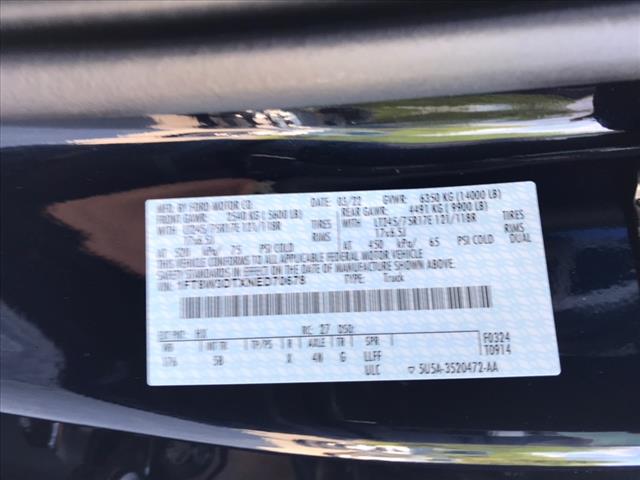 MFD. BY FORD MOTOR CO. DATE: 03/22 GVWR: 6350 KG (14000 LB)
FRONT GAWR: 2540 KG (5600 LB) REAR GAWR: 4491 KG (9900 LB)
WITH LT245/75R17E 121/118R TIRES WITH LT245/75R17E 121/118R TIRES
17x6.5J RIMS 17x6.5J RIMS
AT 520 kPa/ 75 PSI COLD AT 450 kPa/ 65 PSI COLD DUAL
THIS VEHICLE CONFORMS TO ALL APPLICABLE FEDERAL MOTOR VEHICLE
SAFETY STANDARDS IN EFFECT ON THE DATE OF MANUFACTURE SHOWN ABOVE.
VIN: 1FT8W3DTXNED70678 TYPE: Truck
EXT PNT: RC: 27 DSO:
WB INT TR TP/PS R AXLE TR SPR F0324
176 5B X 4N G LLFF T0914
ULC ▽ 5U5A-3520472-AA